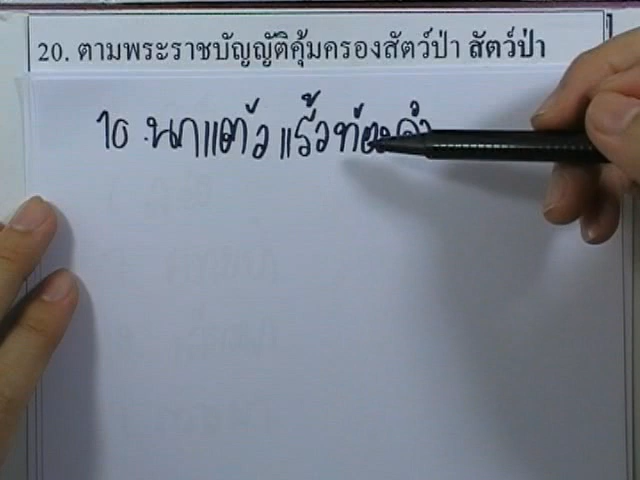 20. ตามพระราชบัญญัติคุ้มครองสัตว์ป่า สัตว์ป่า
10. นกแต้วแร้วท้องดำ